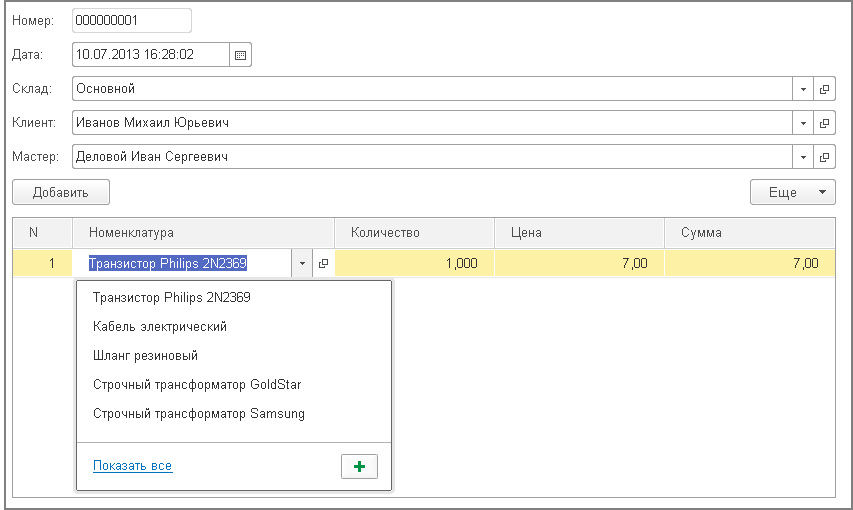 Номер: 000000001
Дата: 10.07.2013 16:28:02
Склад: Основной
Клиент: Иванов Михаил Юрьевич
Мастер: Деловой Иван Сергеевич
Добавить Еще
N Номенклатура Количество Цена Сумма
1 Транзистор Philips 2N2369 1,000 7,00 7,00
Транзистор Philips 2N2369
Кабель электрический
Шланг резиновый
Строчный трансформатор GoldStar
Строчный трансформатор Samsung
Показать все